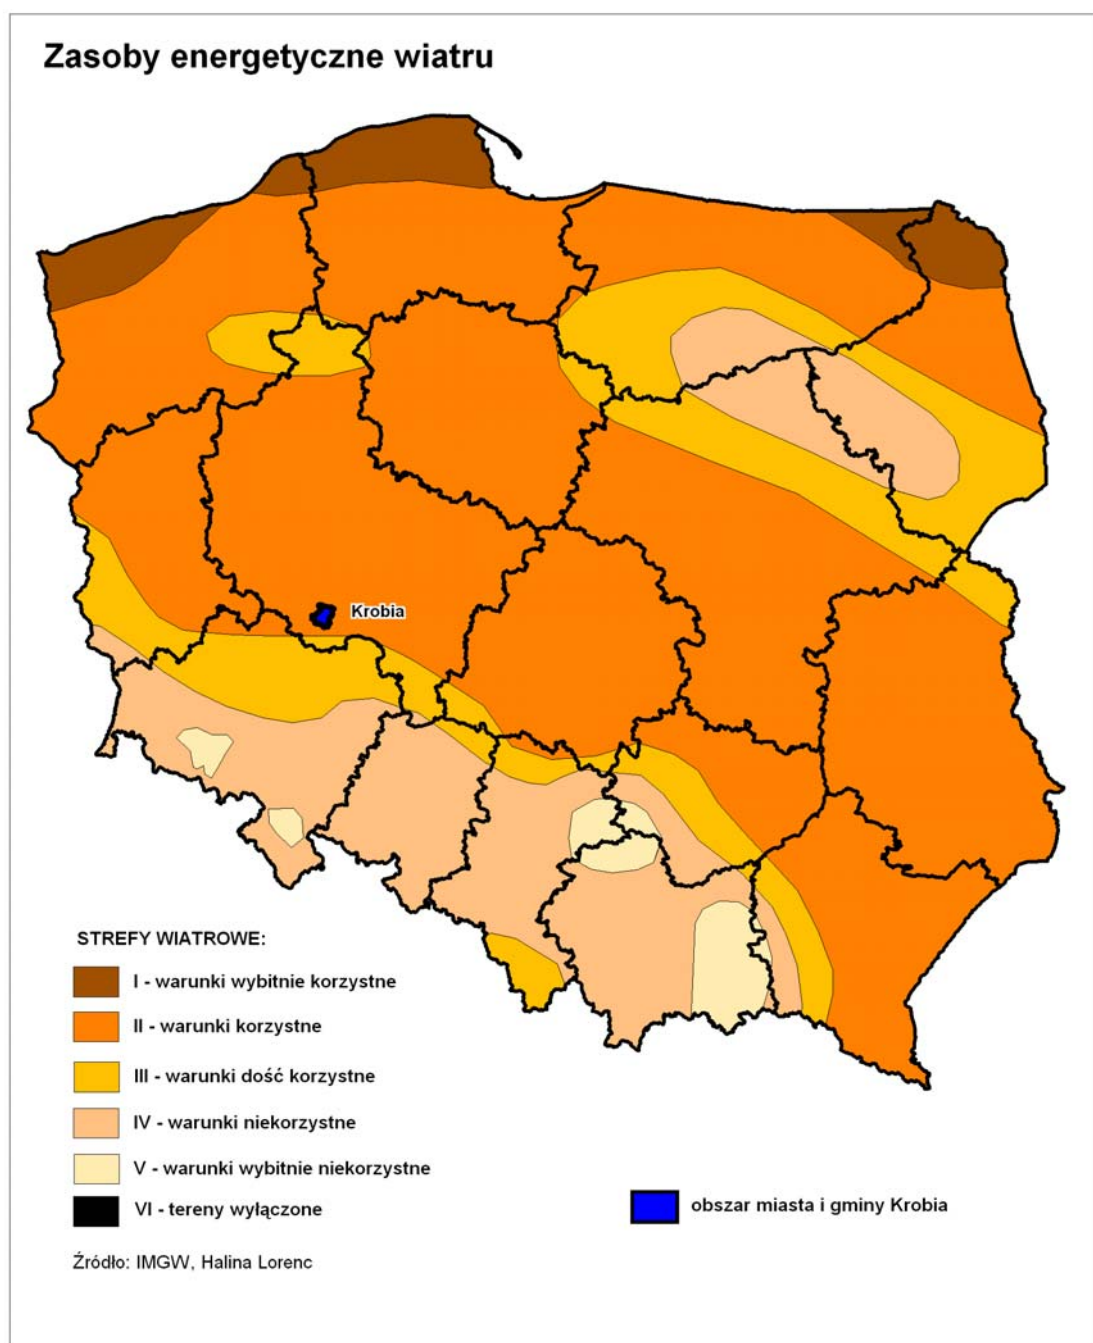 Zasoby energetyczne wiatru
Krobia
STREFY WIATROWE:
I - warunki wybitnie korzystne
II - warunki korzystne
III - warunki dość korzystne
IV - warunki niekorzystne
V - warunki wybitnie niekorzystne
VI - tereny wyłączone
obszar miasta i gminy Krobia
Źródło: IMGW, Halina Lorenc